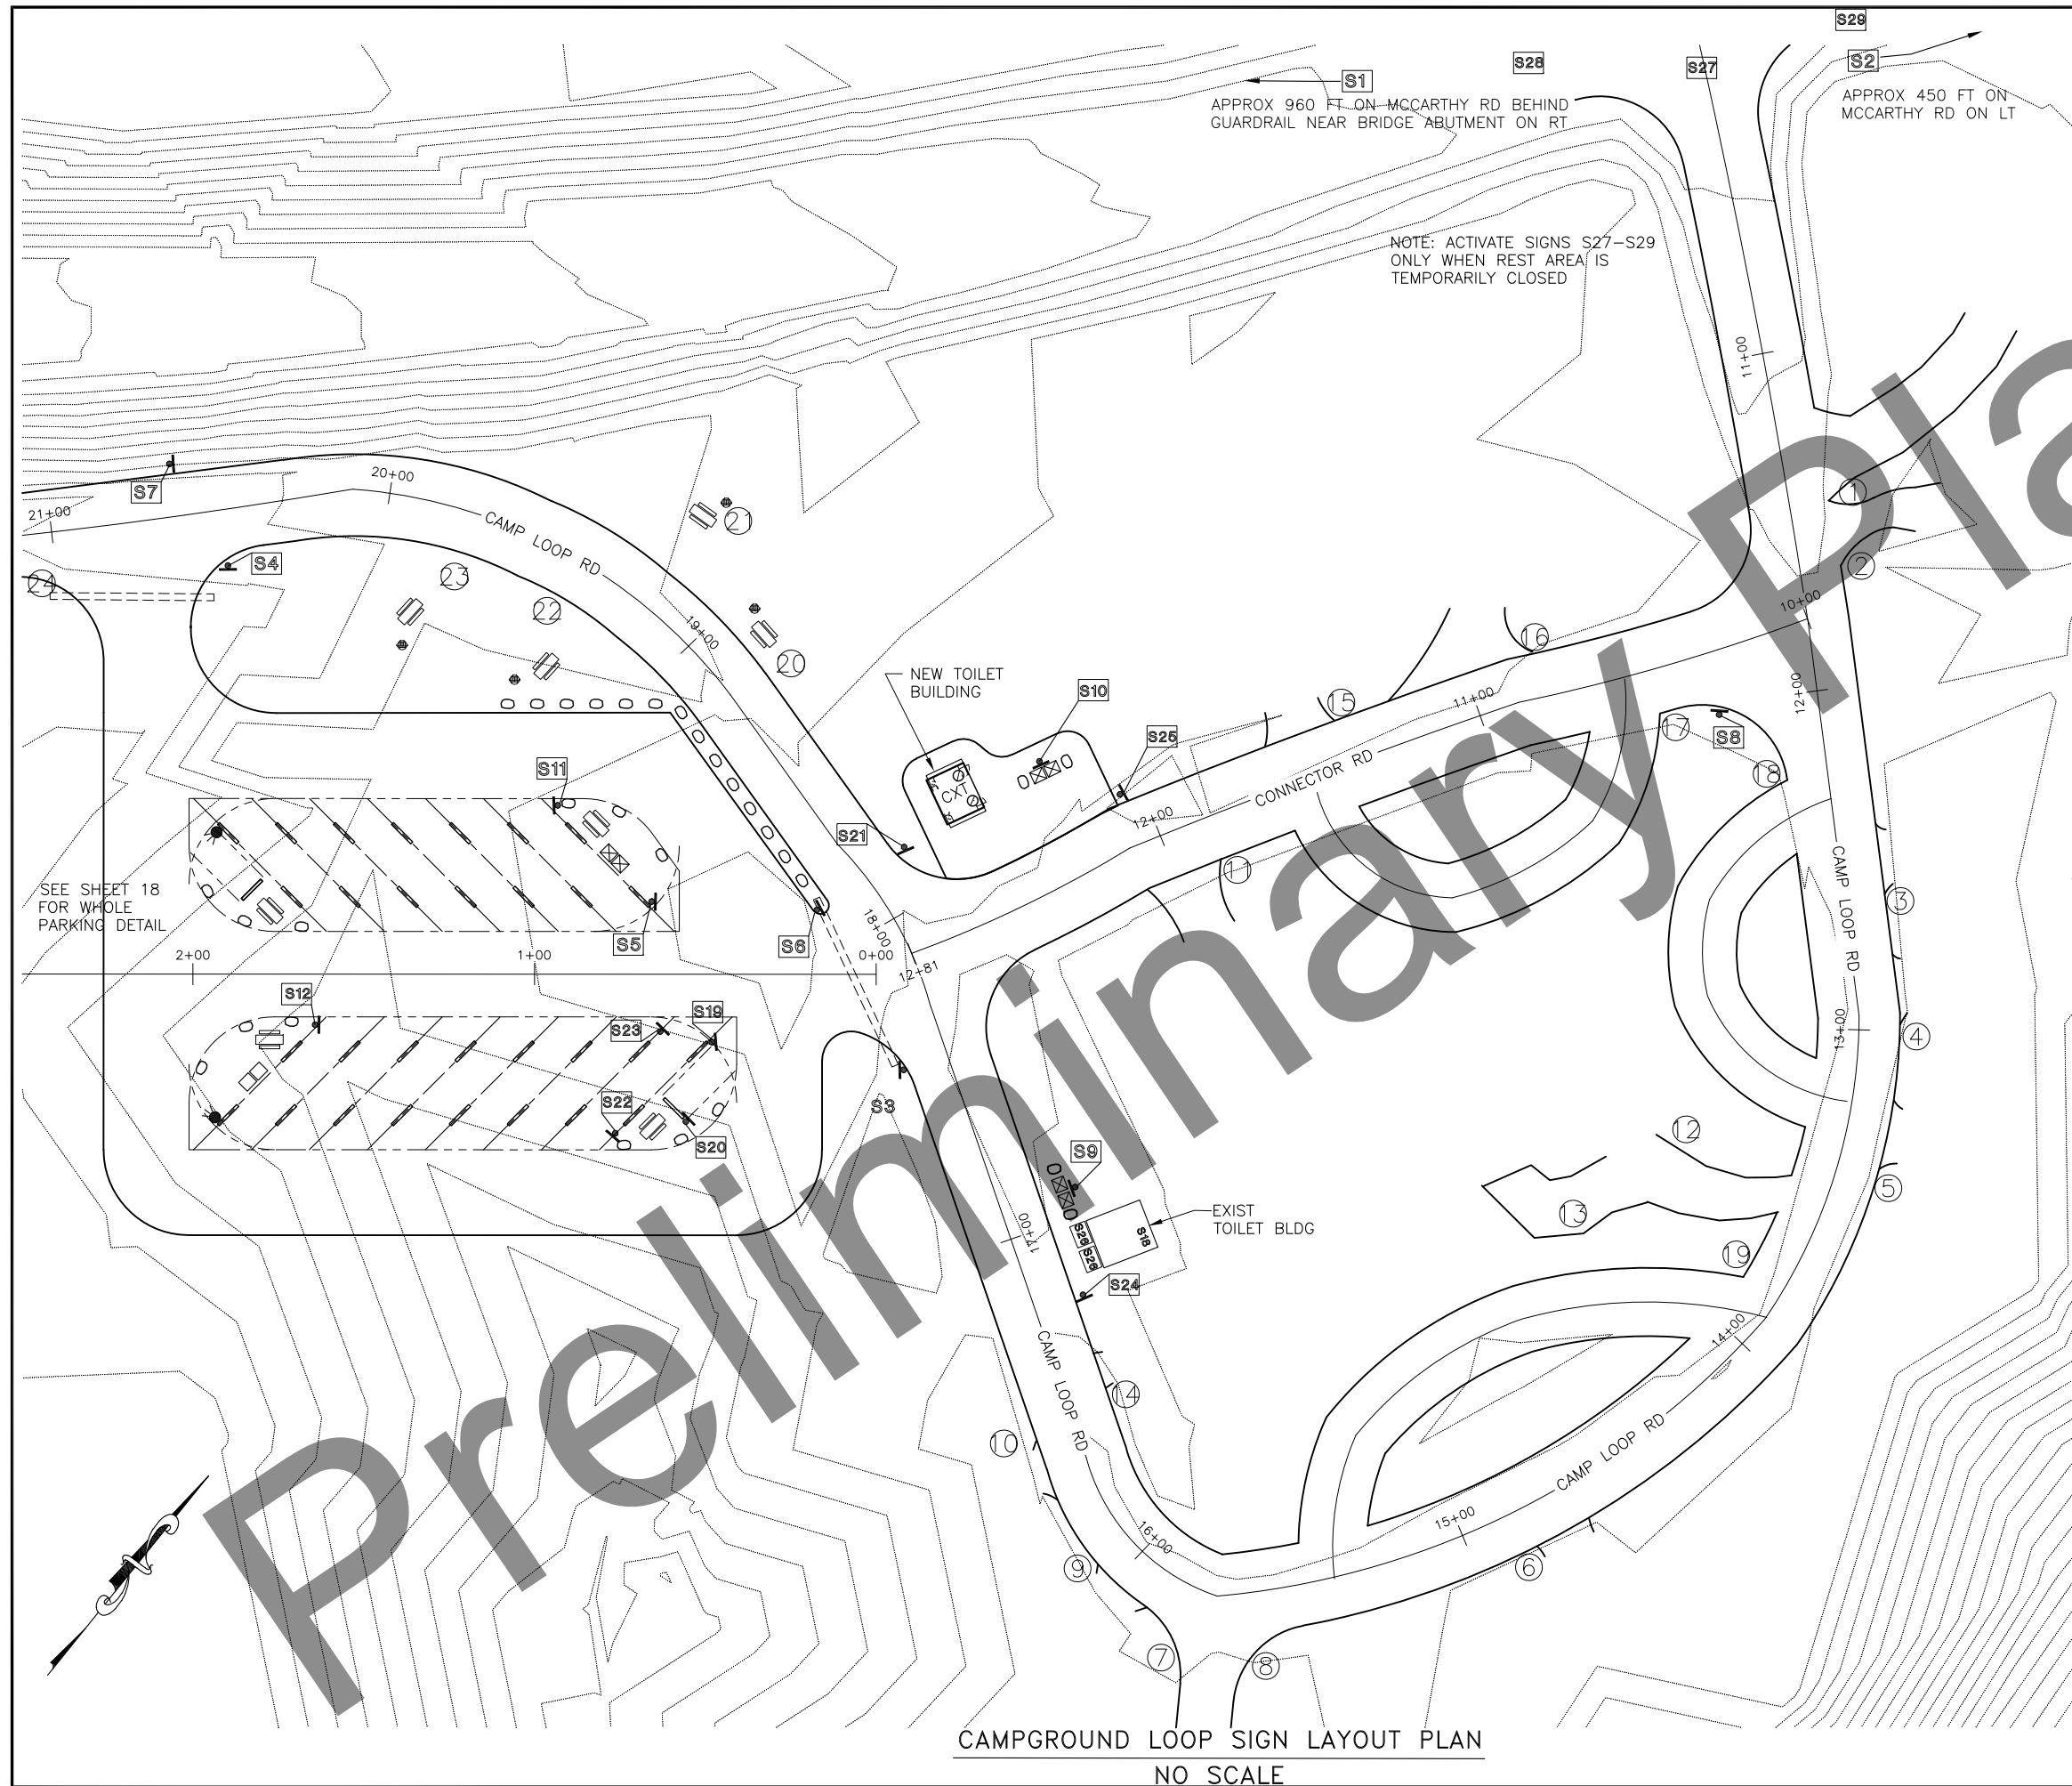 S29
S28
S27
S2
S1
APPROX 960 FT ON MCCARTHY RD BEHIND
GUARDRAIL NEAR BRIDGE ABUTMENT ON RT
APPROX 450 FT ON
MCCARTHY RD ON LT
NOTE: ACTIVATE SIGNS S27-S29
ONLY WHEN REST AREA IS
TEMPORARILY CLOSED
11+00
20+00
S7
21+00
CAMP LOOP RD
21
1
S4
24
23
22
2
10+00
19+00
20
16
NEW TOILET
BUILDING
S10
12+00
15
11+00
S25
17
S8
S11
CONNECTOR RD
18
CXT
12+00
S21
11
CAMP LOOP RD
SEE SHEET 18
FOR WHOLE
PARKING DETAIL
3
S5
S6
18+00
2+00
1+00
0+00
12+81
S12
S23
S19
13+00
4
S22
S3
12
S20
S9
5
EXIST
TOILET BLDG
13
S26
S26
S18
17+00
19
S24
14+00
CAMP LOOP RD
14
10
CAMP LOOP RD
15+00
16+00
9
6
7
8
Preliminary Pla
CAMPGROUND LOOP SIGN LAYOUT PLAN
NO SCALE